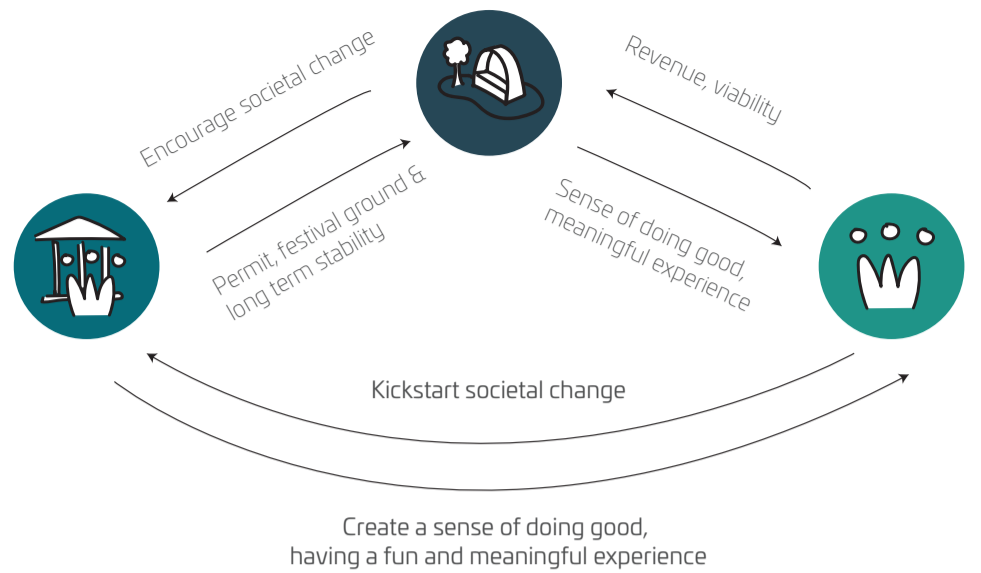 Encourage societal change
Revenue, viability
Permit, festival ground &
long term stability
Sense of doing good,
meaningful experience
Kickstart societal change
Create a sense of doing good,
having a fun and meaningful experience